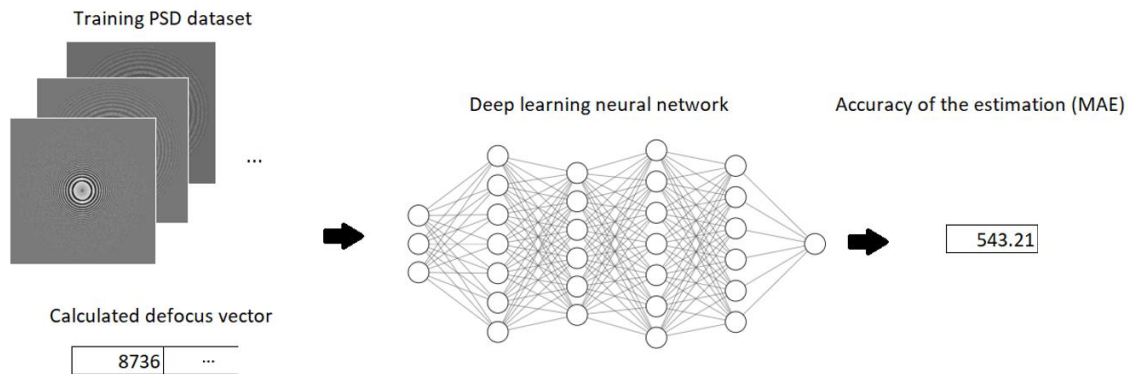 Training PSD dataset
...
Deep learning neural network
Accuracy of the estimation (MAE)
543.21
Calculated defocus vector
8736 ...